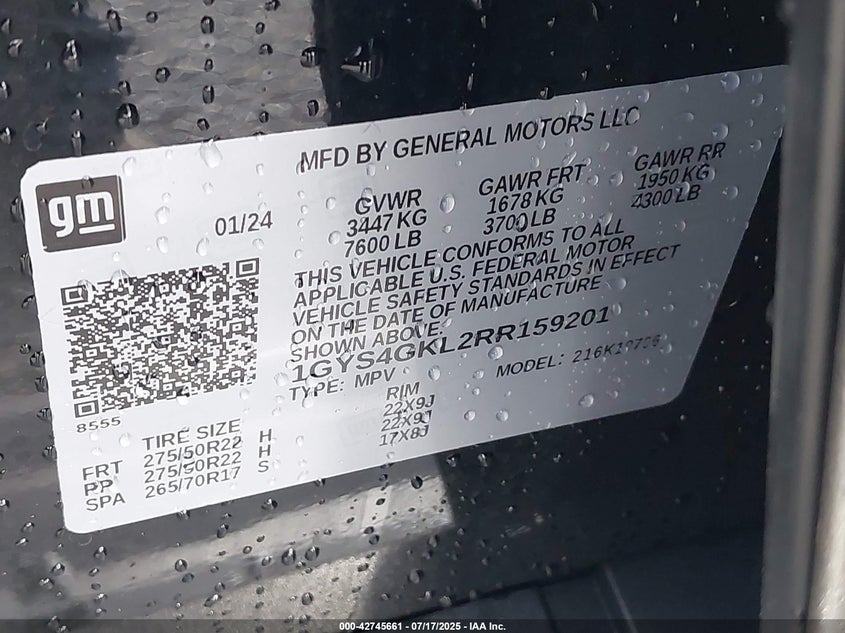 MFD BY GENERAL MOTORS LLC
gm
01/24
GVWR
3447 KG
7600 LB
GAWR FRT
1678 KG
3700 LB
GAWR RR
1950 KG
4300 LB
THIS VEHICLE CONFORMS TO ALL
APPLICABLE U.S. FEDERAL MOTOR
VEHICLE SAFETY STANDARDS IN EFFECT
ON THE DATE OF MANUFACTURE
SHOWN ABOVE.
1GYS4GKL2RR159201
TYPE: MPV
MODEL:
8555
TIRE SIZE
RIM
FRT 275/50R22 H 22X9J
RR 275/50R22 H 22X9J
SPA 265/70R17 S 17X8J
000-42745661 - 07/17/2025 - IAA Inc.